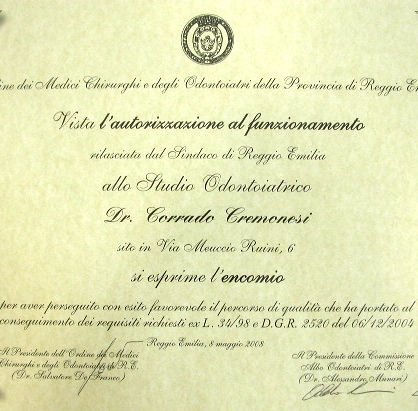 ine dei Medici Chirurghi e degli Odontoiatri della Provincia di Reggio Em
Vista l'autorizzazione al funzionamento
rilasciata dal Sindaco di Reggio Emilia
allo Studio Odontoiatrico
Dr. Corrado Cremonesi
sito in Via Meuccio Ruini, 6
si esprime l'encomio
per aver perseguito con esito favorevole il percorso di qualità che ha portato al
conseguimento dei requisiti richiesti ex L. 34/98 e D.G.R. 2520 del 06/12/2004
Reggio Emilia, 8 maggio 2008
Il Presidente dell'Ordine dei Medici
Chirurghi e degli Odontoiatri di R.E.
(Dr. Salvatore De Franco)
Il Presidente della Commissione
Albo Odontoiatri di R.E.
(Dr. Alessandro Munari)